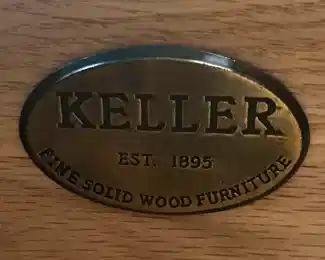 KELLER
EST. 1895
FINE SOLID WOOD FURNITURE